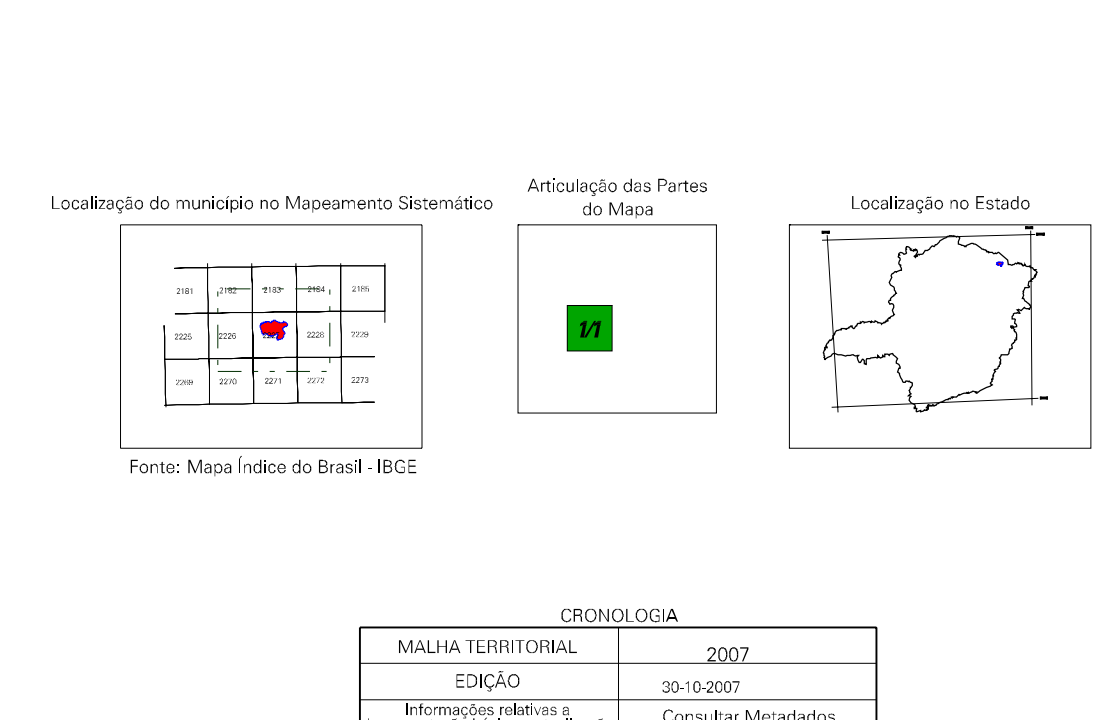 Localização do município no Mapeamento Sistemático
Articulação das Partes
do Mapa
Localização no Estado
2181 2182 2183 2184 2185
2225 2226 2228 2229
2269 2270 2271 2272 2273
1/1
Fonte: Mapa Índice do Brasil - IBGE
CRONOLOGIA
MALHA TERRITORIAL 2007
EDIÇÃO 30-10-2007
Informações relativas a
Consultar Metadados